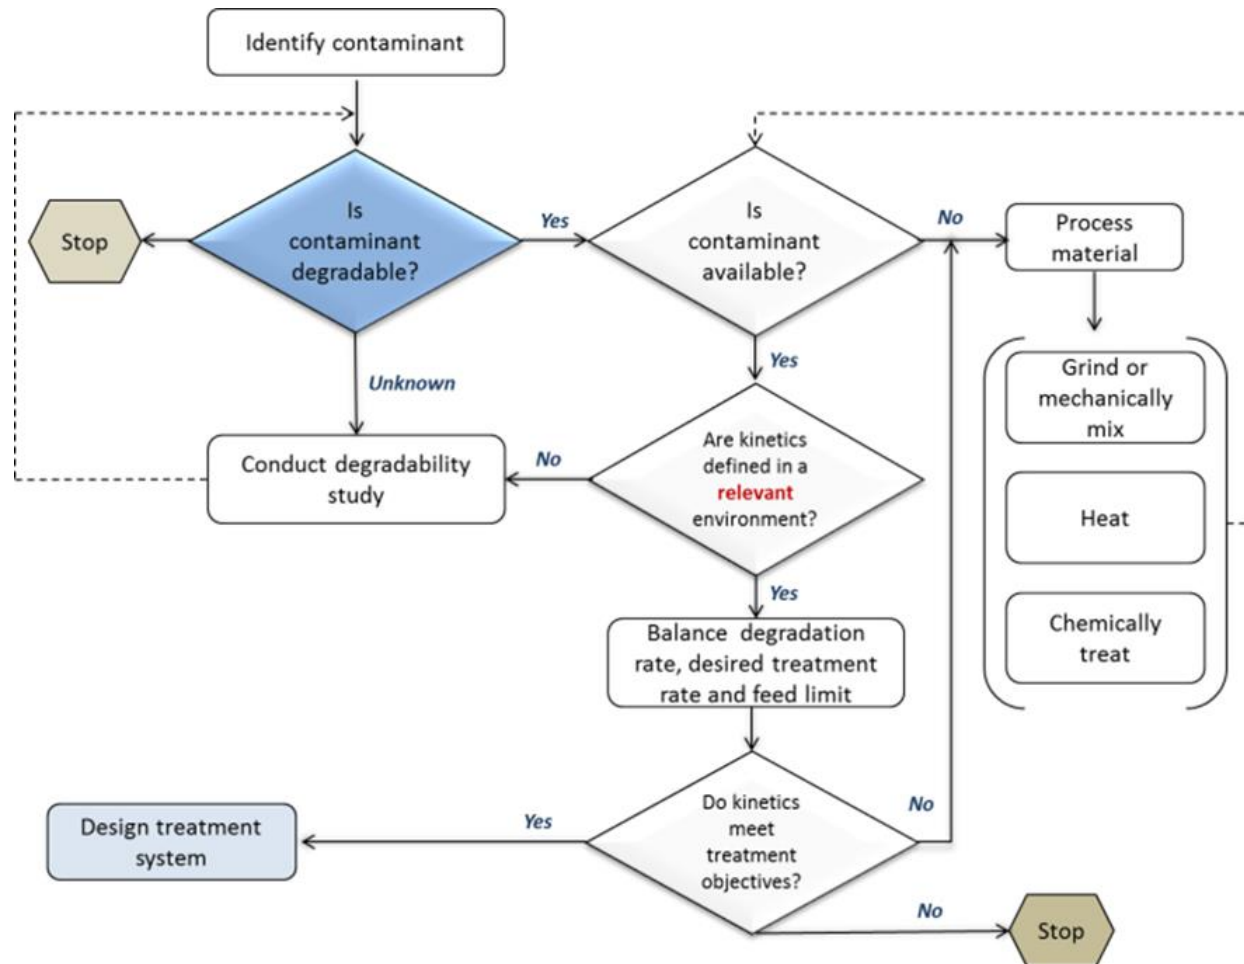 Identify contaminant
Is
contaminant
degradable?
Stop
Yes
Is
contaminant
available?
No
Process
material
Unknown
Yes
Grind or
mechanically
mix
Conduct degradability
study
No
Are kinetics
defined in a
relevant
environment?
Heat
Yes
Chemically
treat
Balance degradation
rate, desired treatment
rate and feed limit
Do kinetics
meet
treatment
objectives?
No
Yes
Design treatment
system
No
Stop